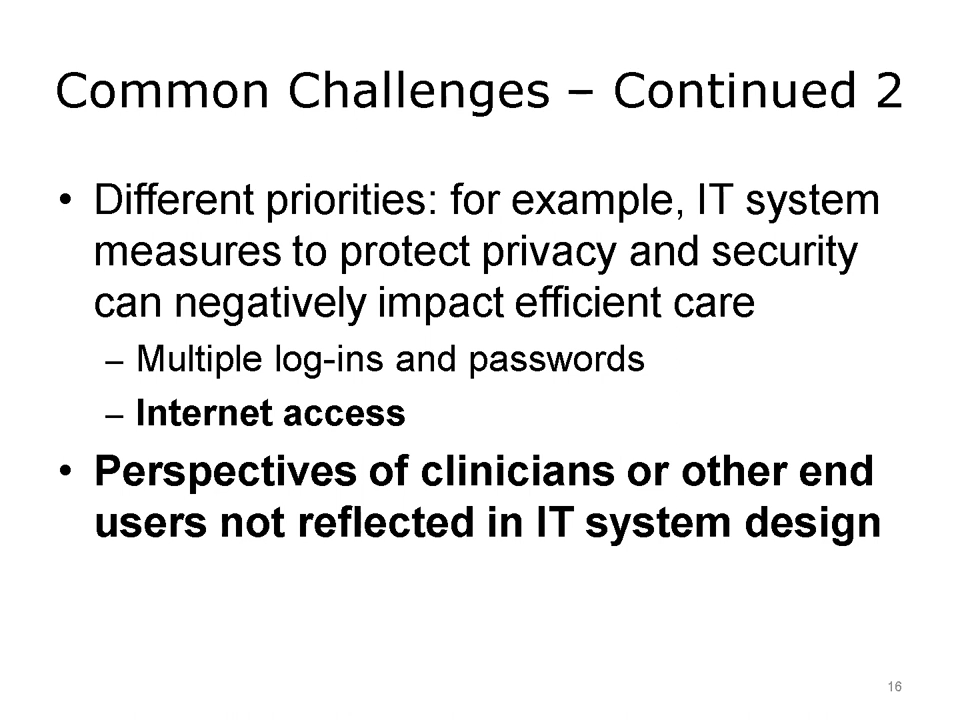 Common Challenges – Continued 2
• Different priorities: for example, IT system
measures to protect privacy and security
can negatively impact efficient care
– Multiple log-ins and passwords
– Internet access
• Perspectives of clinicians or other end
users not reflected in IT system design
16